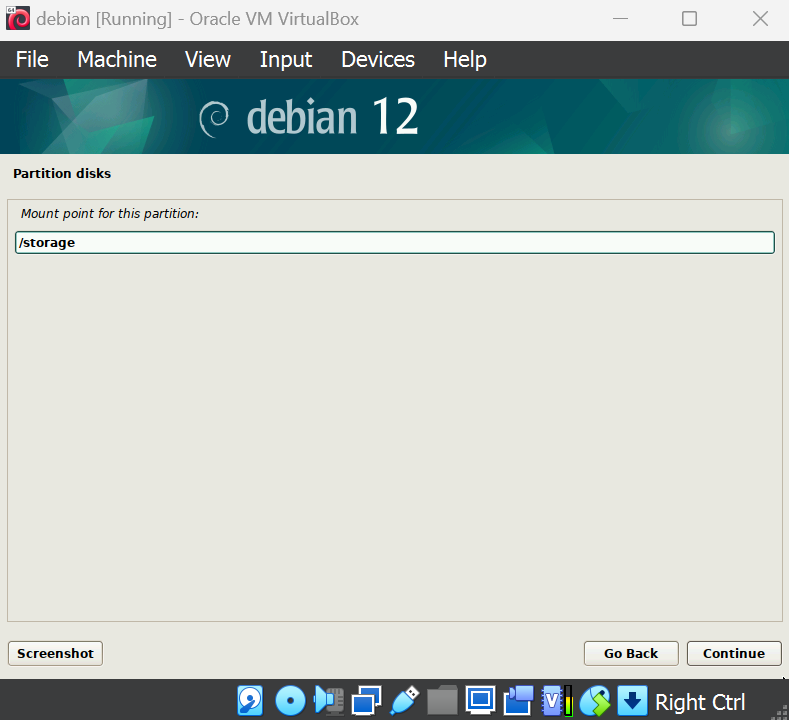 debian [Running] - Oracle VM VirtualBox
File Machine View Input Devices Help
debian 12
Partition disks
Mount point for this partition:
/storage
Screenshot Go Back Continue
Right Ctrl